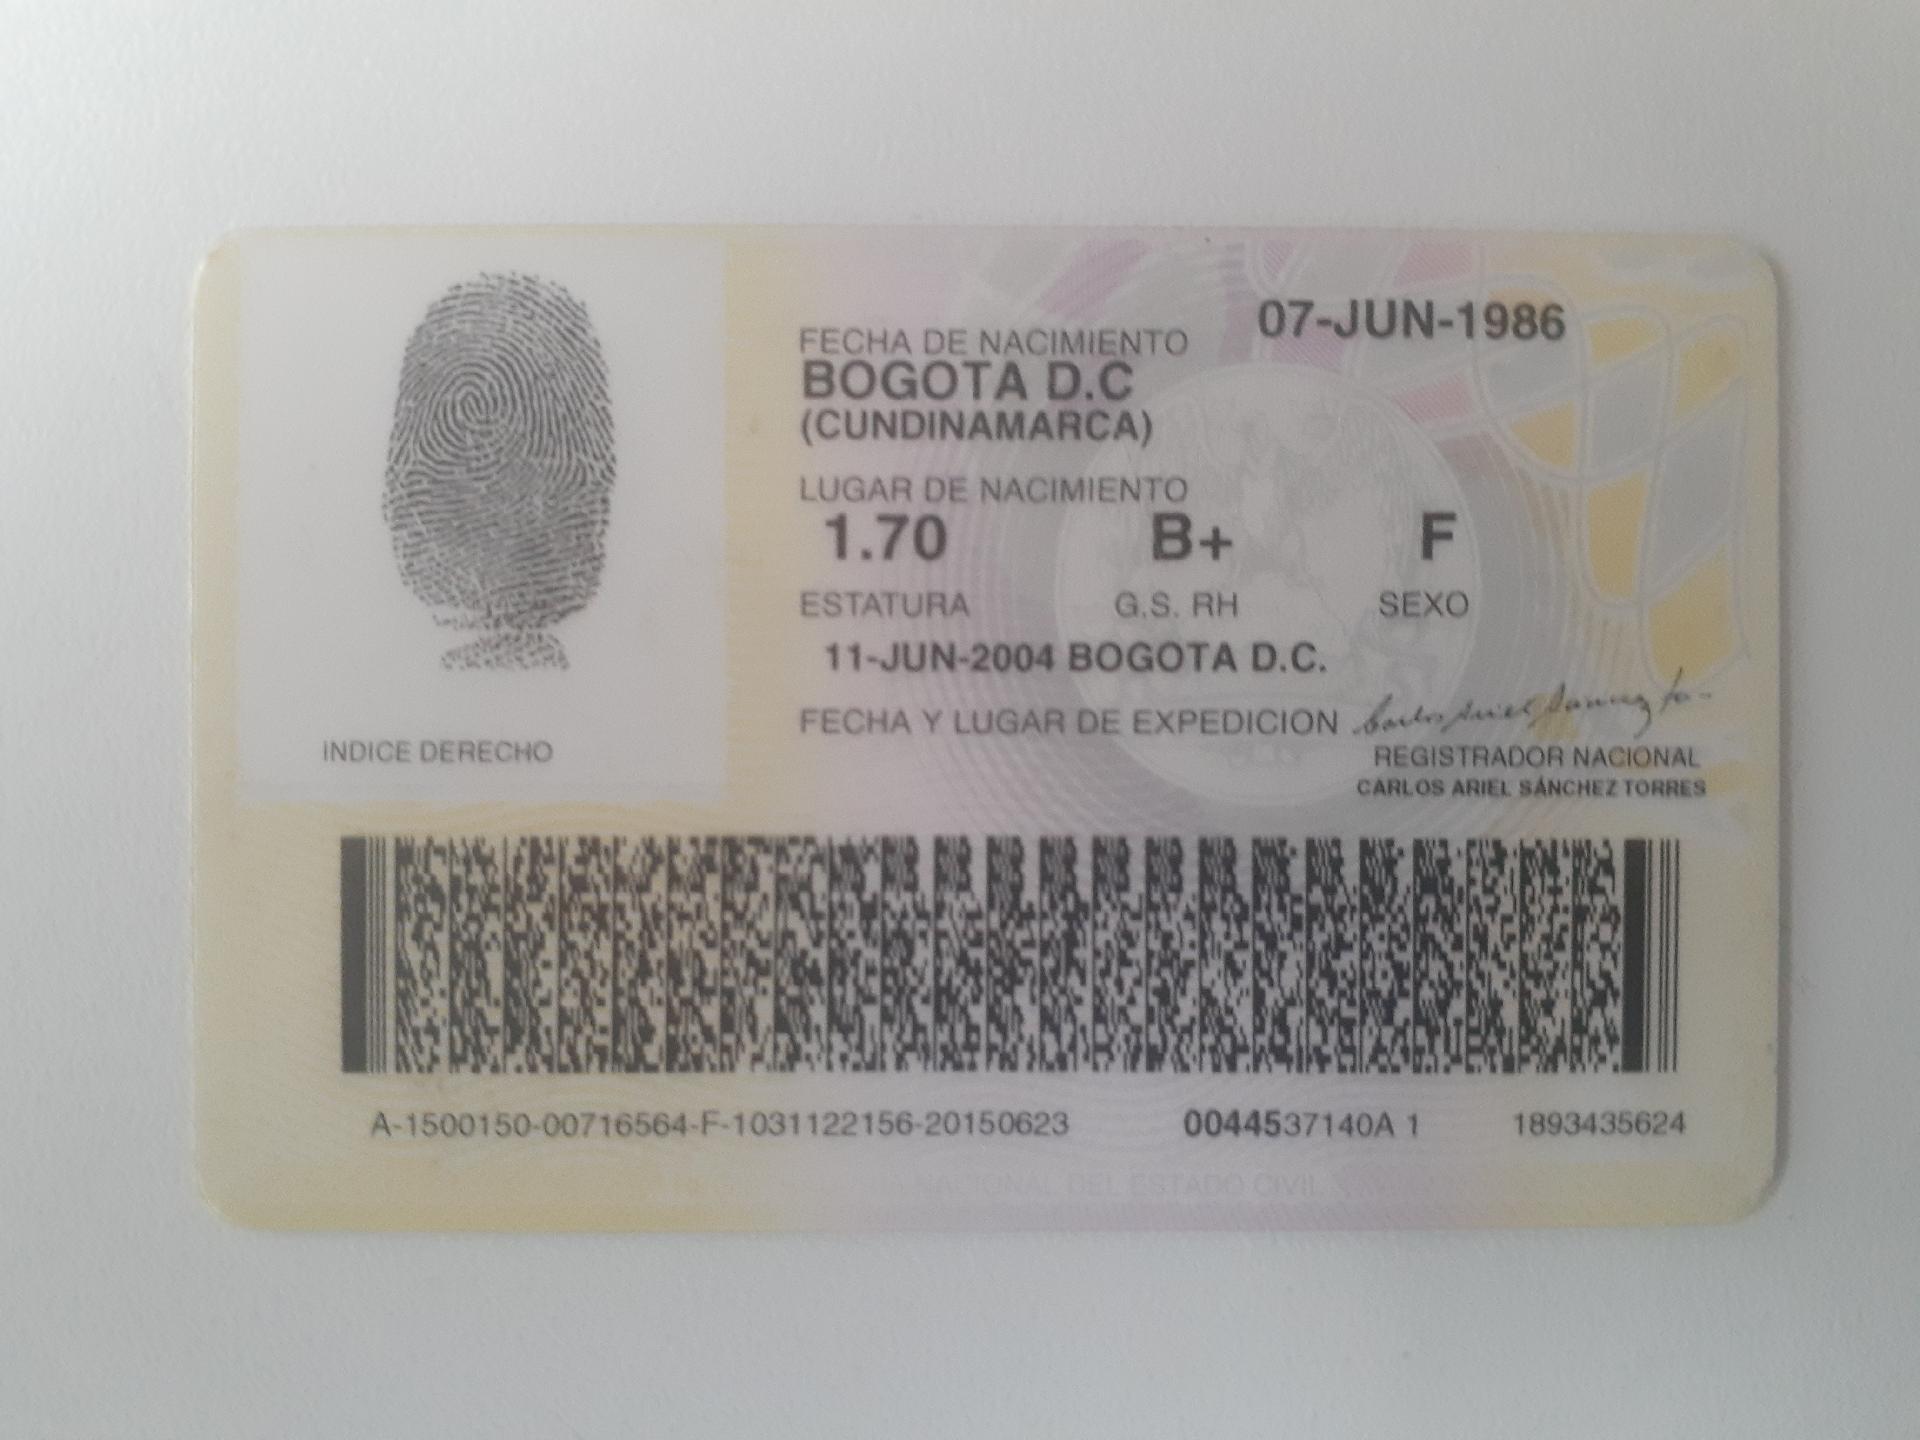 07-JUN-1986
FECHA DE NACIMIENTO
BOGOTA D.C
(CUNDINAMARCA)
LUGAR DE NACIMIENTO
1.70 B+ F
ESTATURA G.S. RH SEXO
11-JUN-2004 BOGOTA D.C.
FECHA Y LUGAR DE EXPEDICION
INDICE DERECHO
REGISTRADOR NACIONAL
CARLOS ARIEL SÁNCHEZ TORRES
A-1500150-00716564-F-1031122156-20150623 0044537140A 1 1893435624
NACIONAL DEL ESTADO CIVIL